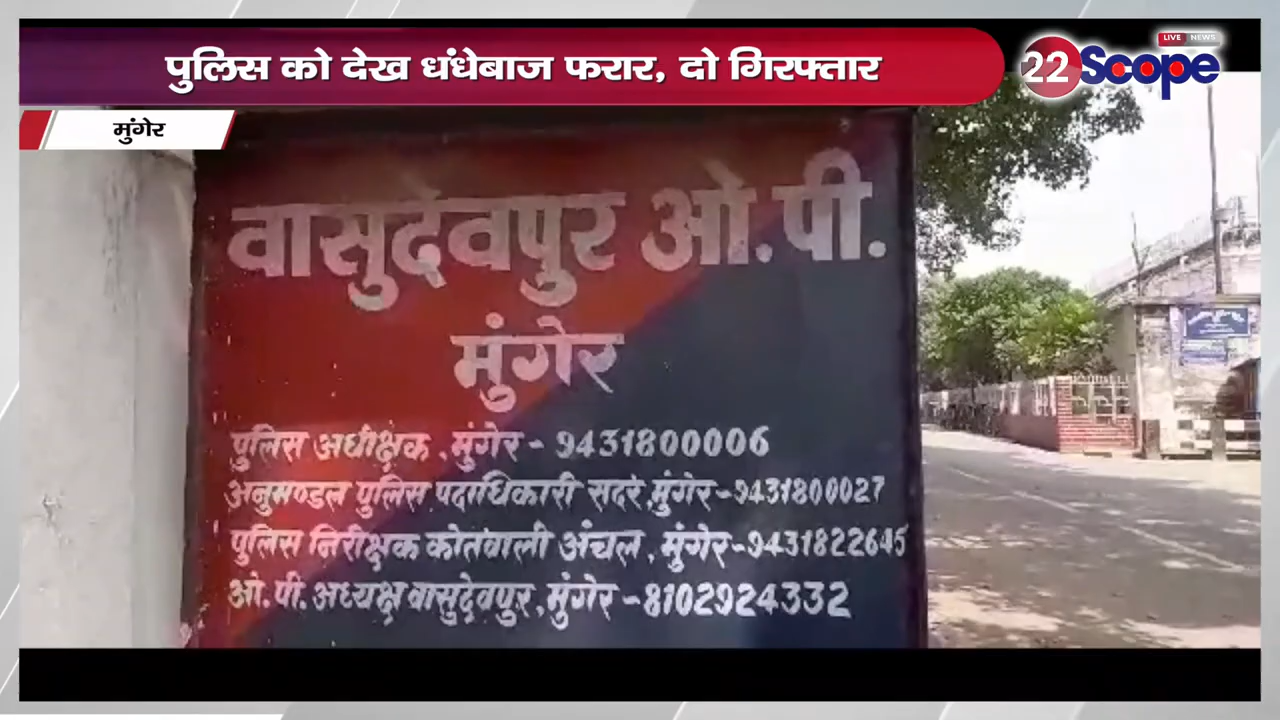 पुलिस को देख धंधेबाज फरार, दो गिरफ्तार
LIVE NEWS
22Scope
मुंगेर
वासुदेवपुर ओ.पी.
मुंगेर
पुलिस अधीक्षक, मुंगेर - 9431800006
अनुमण्डल पुलिस पदाधिकारी सदर, मुंगेर-9431800027
पुलिस निरीक्षक कोतवाली अंचल, मुंगेर-9431822645
ओ.पी. अध्यक्ष वासुदेवपुर, मुंगेर -8102924332